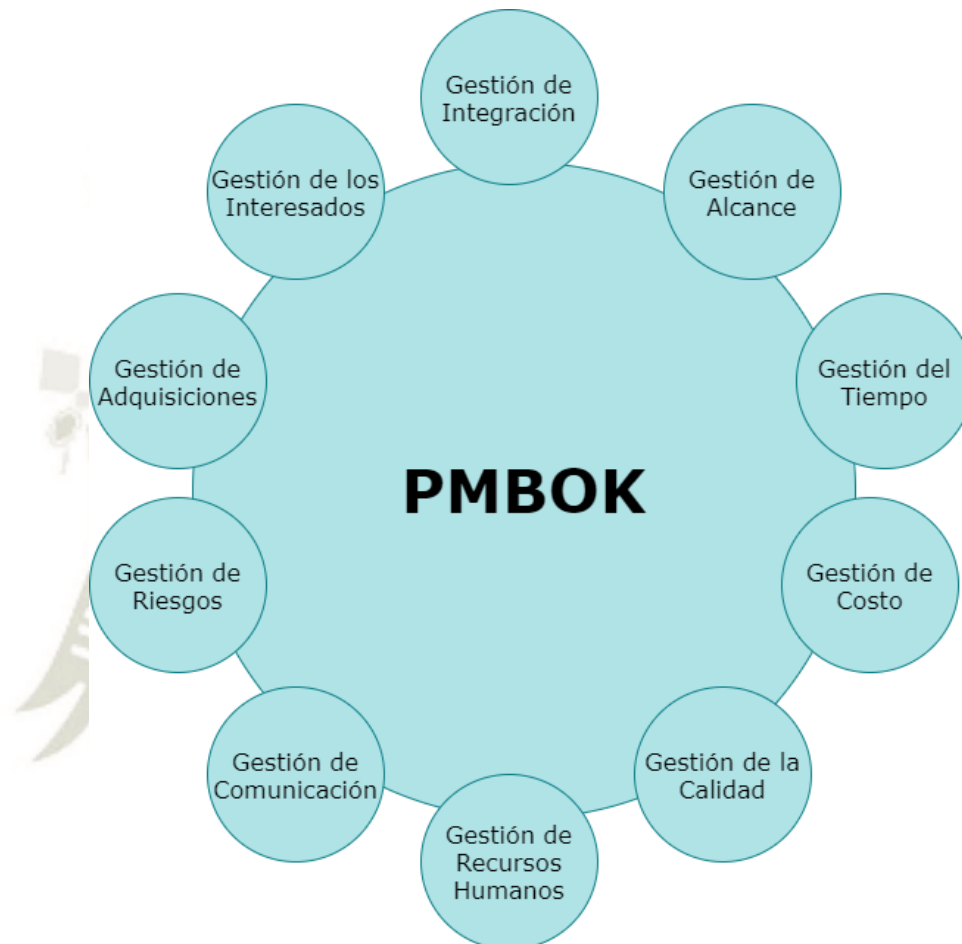 Gestión de
Integración
Gestión de
Alcance
Gestión del
Tiempo
Gestión de
Costo
Gestión de la
Calidad
Gestión de
Recursos
Humanos
Gestión de
Comunicación
Gestión de
Riesgos
Gestión de
Adquisiciones
Gestión de los
Interesados
PMBOK